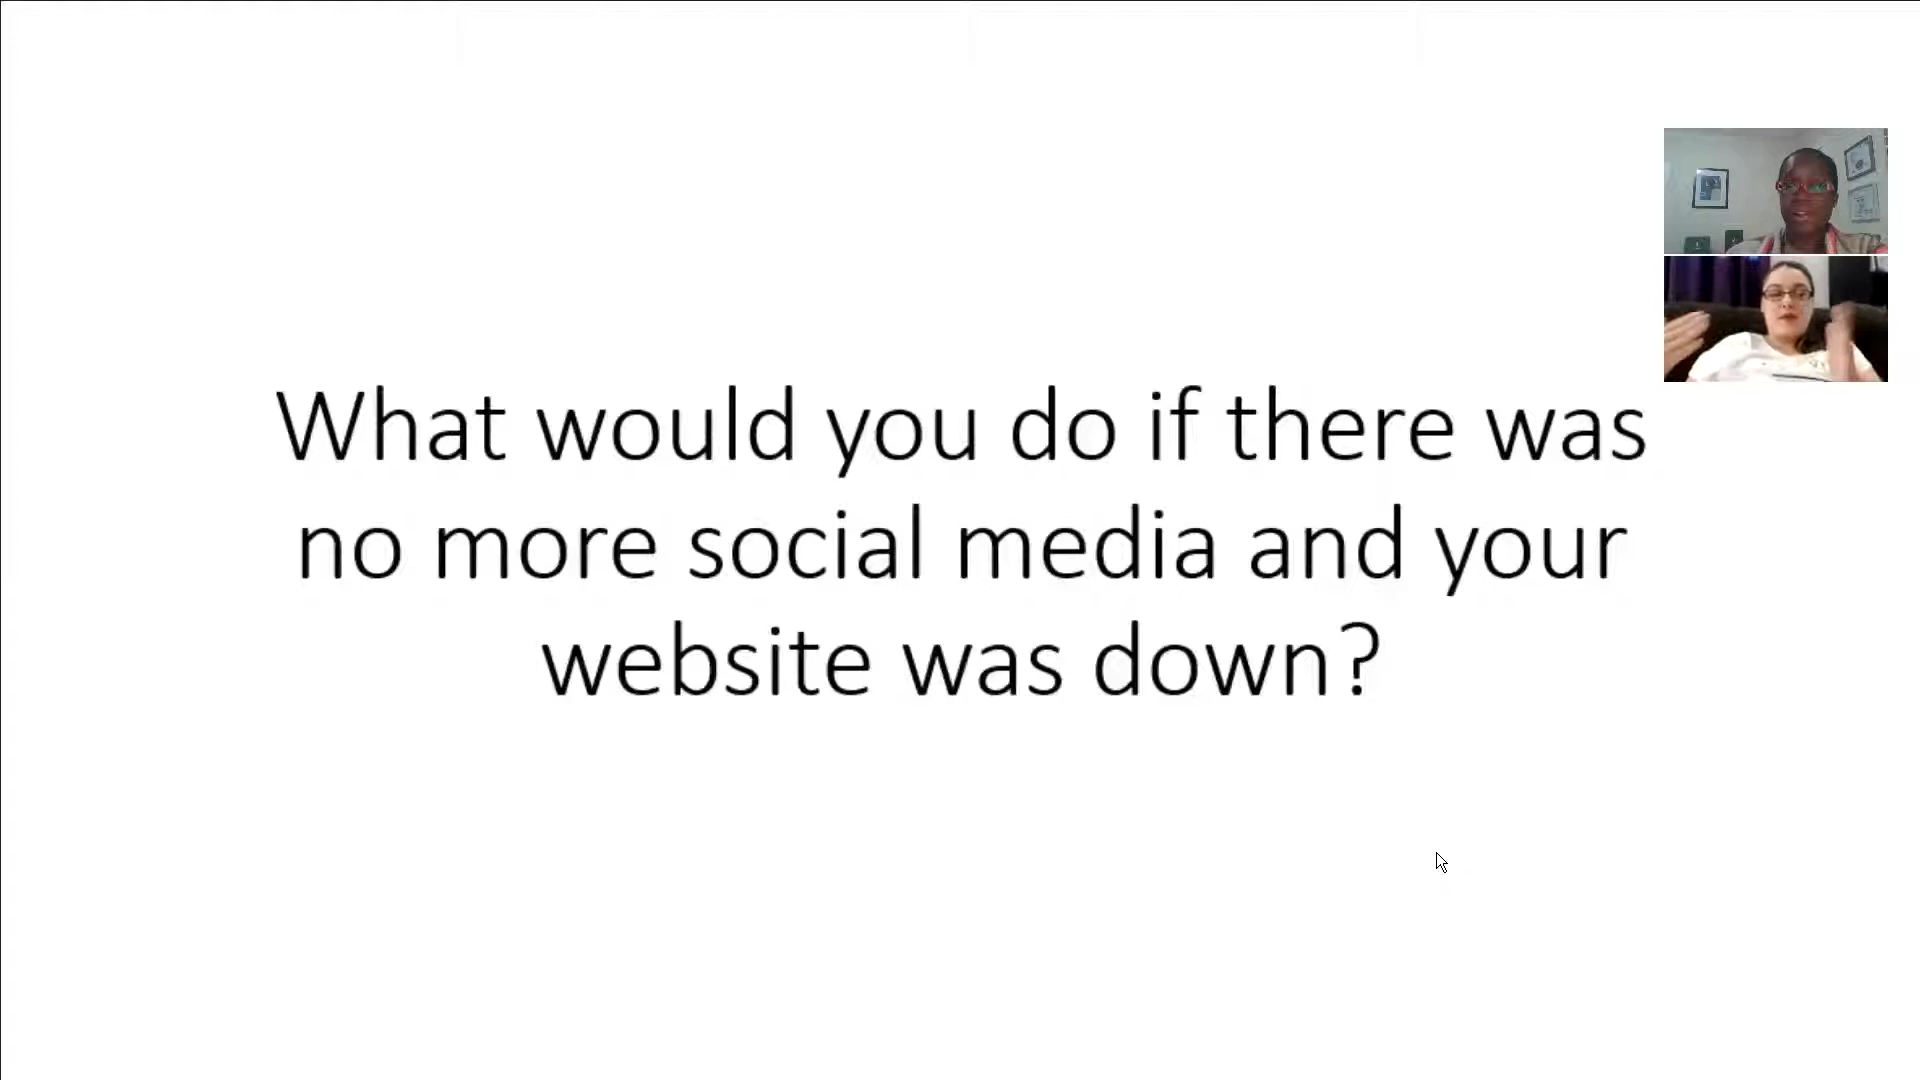 What would you do if there was
no more social media and your
website was down?